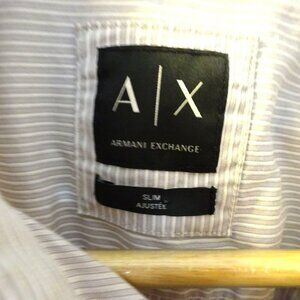 A|X
ARMANI EXCHANGE
SLIM
AJUSTÉE